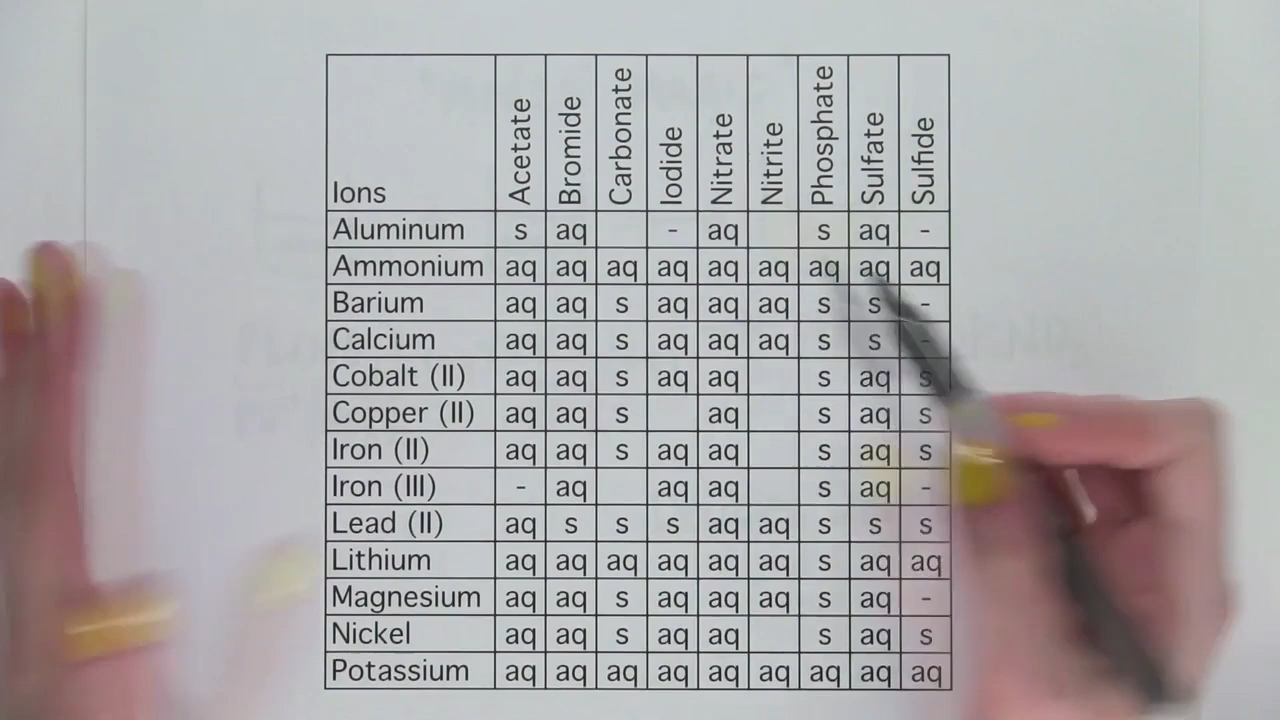 Ions Acetate Bromide Carbonate Iodide Nitrate Nitrite Phosphate Sulfate Sulfide
Aluminum s aq - aq s aq -
Ammonium aq aq aq aq aq aq aq aq aq
Barium aq aq s aq aq aq s s -
Calcium aq aq s aq aq aq s s -
Cobalt (II) aq aq s aq aq s aq s
Copper (II) aq aq s aq s aq s
Iron (II) aq aq s aq aq s aq s
Iron (III) - aq aq aq s aq -
Lead (II) aq s s s aq aq s s s
Lithium aq aq aq aq aq aq s aq aq
Magnesium aq aq s aq aq aq s aq -
Nickel aq aq s aq aq s aq s
Potassium aq aq aq aq aq aq aq aq aq